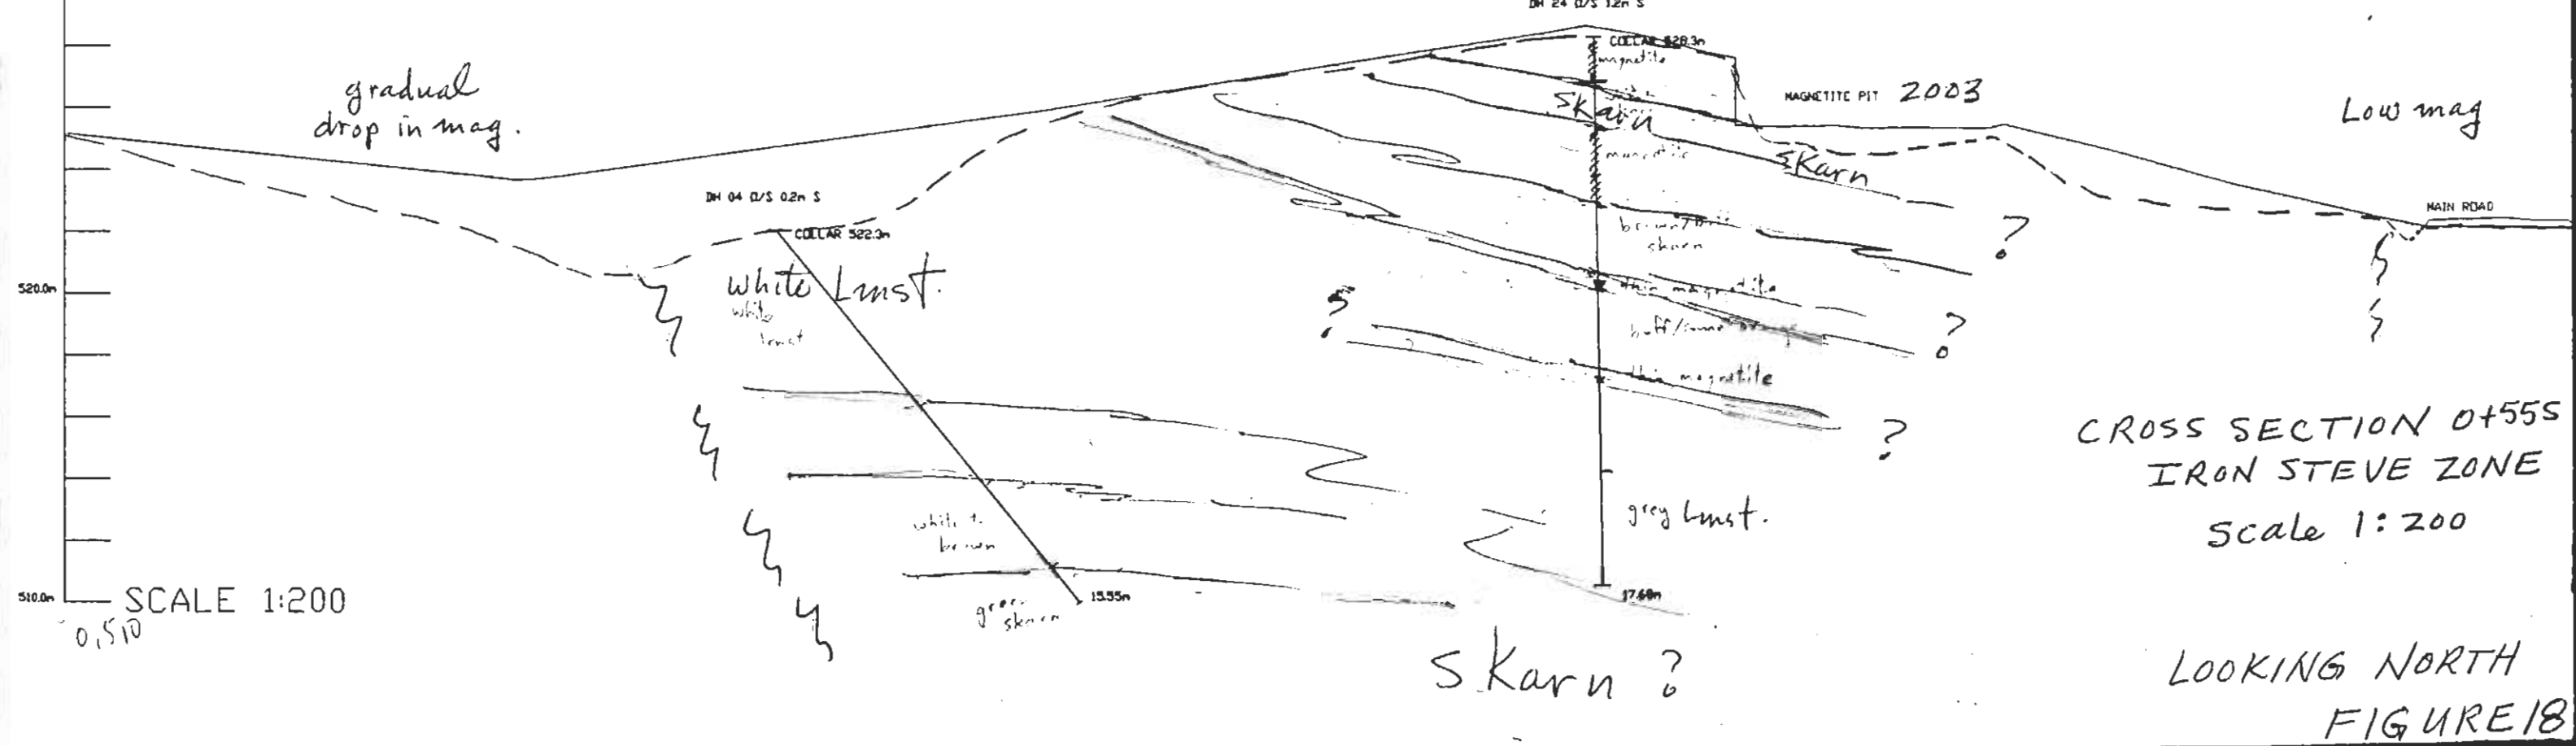 DH 24 O/S 1.2m S
COLLAR 528.3m
magnetite
gradual
drop in mag.
MAGNETITE PIT 2003
Low mag
Skarn
magnetite
Skarn
DH 04 O/S 0.2m S
MAIN ROAD
COLLAR 522.3m
?
brown/
skarn
520.0m
White Lmst.
white
lmst
thin magnetite
?
buff/some
?
thin magnetite
?
CROSS SECTION 0+55S
IRON STEVE ZONE
Scale 1:200
grey Lmst.
white to
brown
510.0m
SCALE 1:200
15.55m
17.68m
green
skarn
0,510
Skarn ?
LOOKING NORTH
FIGURE 18